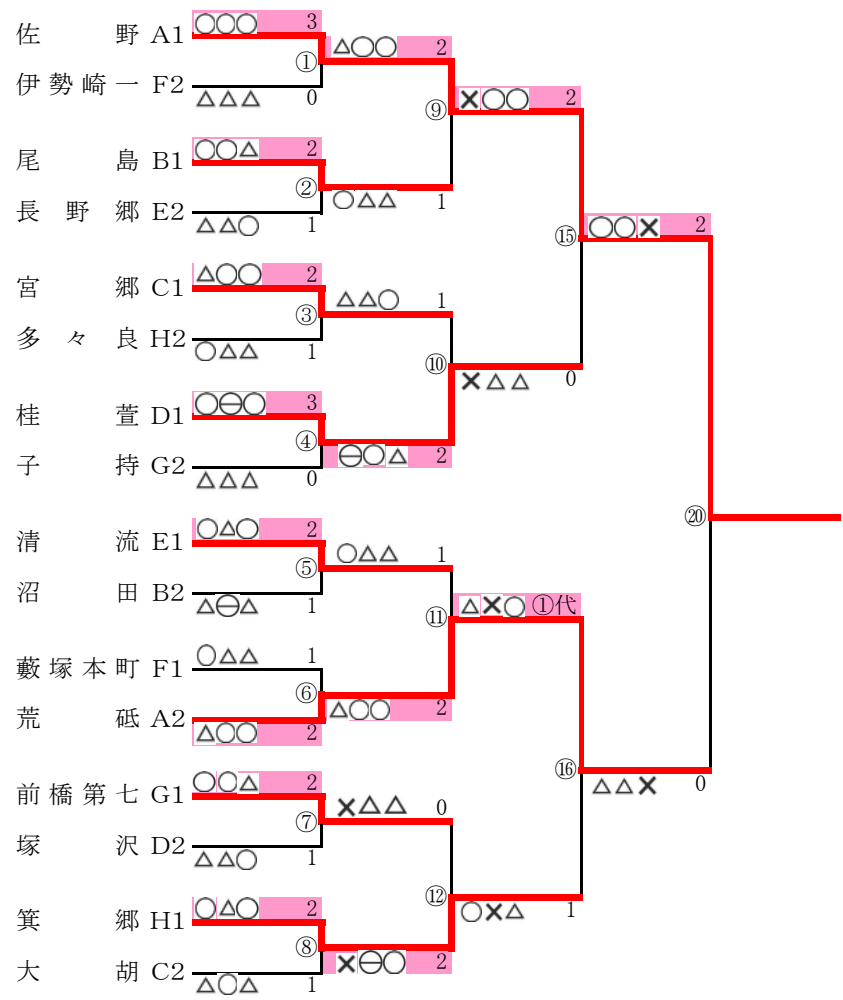 佐野 A1 ○○○ 3
① △○○ 2
伊勢崎一 F2 △△△ 0
⑨ ×○○ 2
尾島 B1 ○○△ 2
② ○△△ 1
長野郷 E2 △△○ 1
⑮ ○○× 2
宮郷 C1 △○○ 2
③ △△○ 1
多々良 H2 ○△△ 1
⑩ ×△△ 0
桂萱 D1 ○⊖○ 3
④ ⊖○△ 2
子持 G2 △△△ 0
⑳
清流 E1 ○△○ 2
⑤ ○△△ 1
沼田 B2 △⊖△ 1
⑪ △×○ ①代
藪塚本町 F1 ○△△ 1
⑥ △○○ 2
荒砥 A2 △○○ 2
⑯ △△× 0
前橋第七 G1 ○○△ 2
⑦ ×△△ 0
塚沢 D2 △△○ 1
⑫ ○×△ 1
箕郷 H1 ○△○ 2
⑧ ×⊖○ 2
大胡 C2 △○△ 1